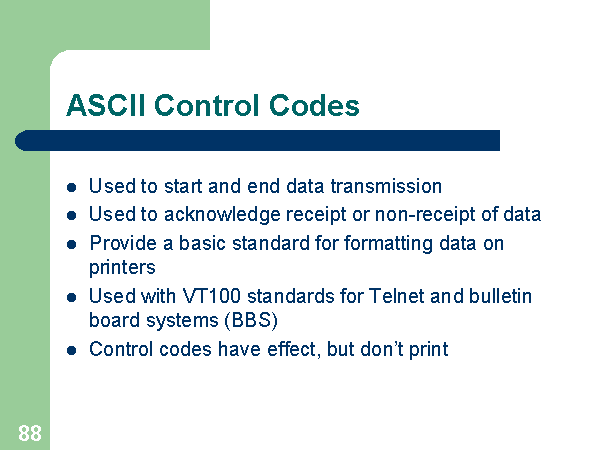 ASCII Control Codes
● Used to start and end data transmission
● Used to acknowledge receipt or non-receipt of data
● Provide a basic standard for formatting data on
printers
● Used with VT100 standards for Telnet and bulletin
board systems (BBS)
● Control codes have effect, but don’t print
88